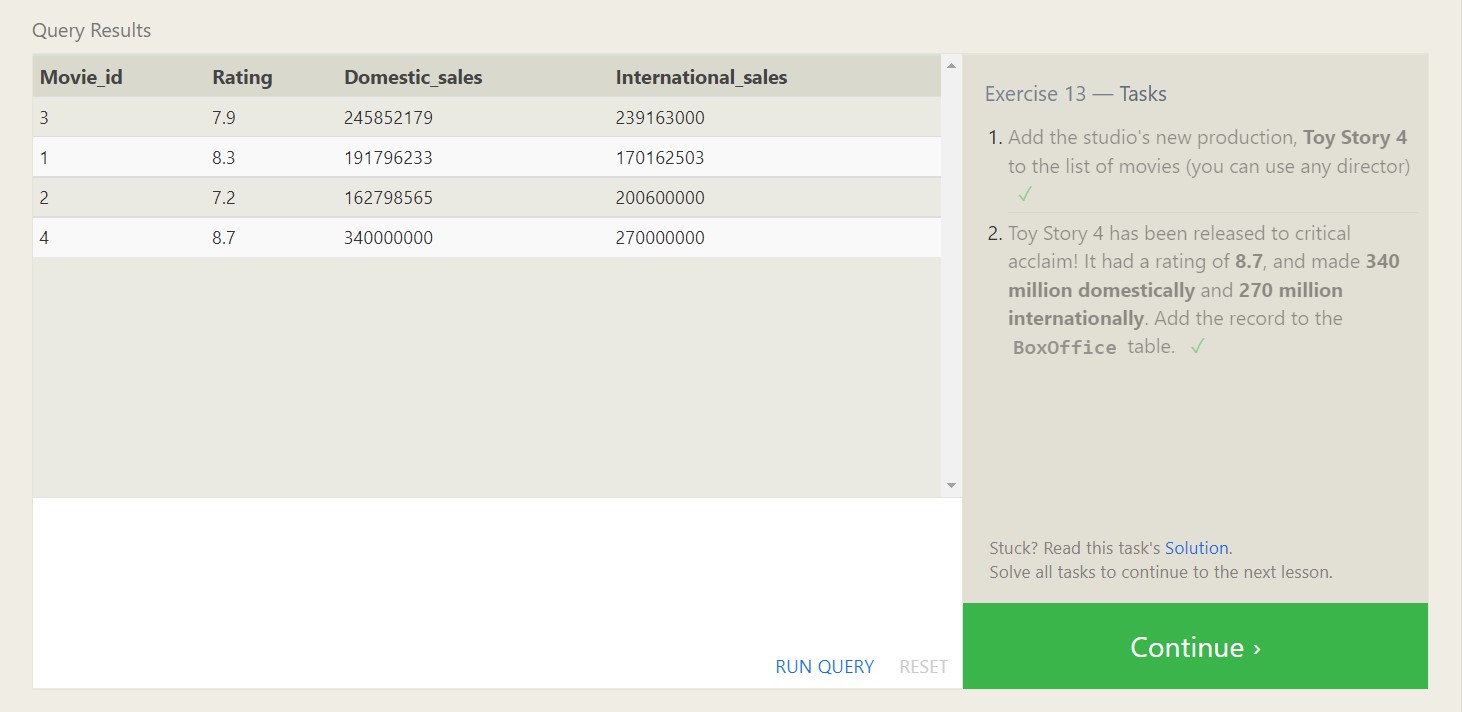 Query Results
Movie_id Rating Domestic_sales International_sales
3 7.9 245852179 239163000
1 8.3 191796233 170162503
2 7.2 162798565 200600000
4 8.7 340000000 270000000
RUN QUERY RESET
Exercise 13 — Tasks
1. Add the studio's new production, Toy Story 4
to the list of movies (you can use any director)
✓
2. Toy Story 4 has been released to critical
acclaim! It had a rating of 8.7, and made 340
million domestically and 270 million
internationally. Add the record to the
BoxOffice table. ✓
Stuck? Read this task's Solution.
Solve all tasks to continue to the next lesson.
Continue ›